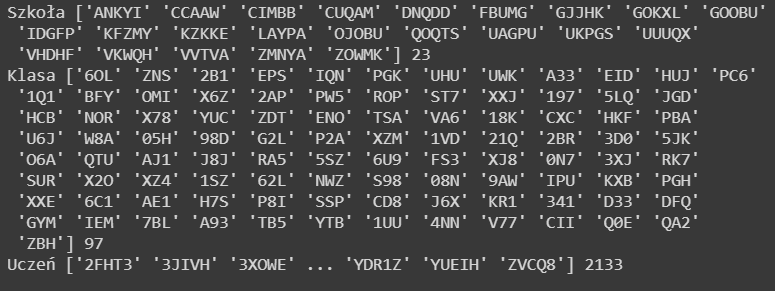 Szkoła ['ANKYI' 'CCAAW' 'CIMBB' 'CUQAM' 'DNQDD' 'FBUMG' 'GJJHK' 'GOKXL' 'GOOBU'
'IDGFP' 'KFZMY' 'KZKKE' 'LAYPA' 'OJOBU' 'QOQTS' 'UAGPU' 'UKPGS' 'UUUQX'
'VHDHF' 'VKWQH' 'VVTVA' 'ZMNYA' 'ZOWMK'] 23
Klasa ['6OL' 'ZNS' '2B1' 'EPS' 'IQN' 'PGK' 'UHU' 'UWK' 'A33' 'EID' 'HUJ' 'PC6'
'1Q1' 'BFY' 'OMI' 'X6Z' '2AP' 'PW5' 'ROP' 'ST7' 'XXJ' '197' '5LQ' 'JGD'
'HCB' 'NOR' 'X78' 'YUC' 'ZDT' 'ENO' 'TSA' 'VA6' '18K' 'CXC' 'HKF' 'PBA'
'U6J' 'W8A' '05H' '98D' 'G2L' 'P2A' 'XZM' '1VD' '21Q' '2BR' '3D0' '5JK'
'O6A' 'QTU' 'AJ1' 'J8J' 'RA5' '5SZ' '6U9' 'FS3' 'XJ8' '0N7' '3XJ' 'RK7'
'SUR' 'X2O' 'XZ4' '1SZ' '62L' 'NWZ' 'S98' '08N' '9AW' 'IPU' 'KXB' 'PGH'
'XXE' '6C1' 'AE1' 'H7S' 'P8I' 'SSP' 'CD8' 'J6X' 'KR1' '341' 'D33' 'DFQ'
'GYM' 'IEM' '7BL' 'A93' 'TB5' 'YTB' '1UU' '4NN' 'V77' 'CII' 'Q0E' 'QA2'
'ZBH'] 97
Uczeń ['2FHT3' '3JIVH' '3XOWE' ... 'YDR1Z' 'YUEIH' 'ZVCQ8'] 2133